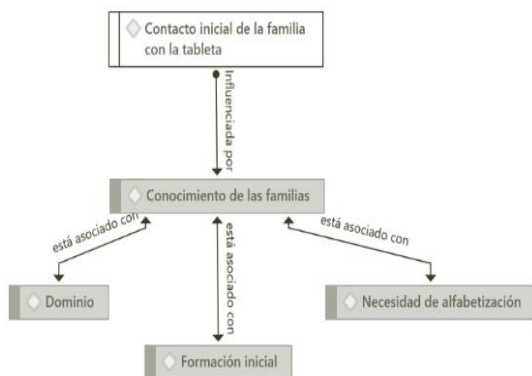 Contacto inicial de la familia
con la tableta
Influenciada por
Conocimiento de las familias
está asociado con
está asociado con
está asociado con
Dominio
Necesidad de alfabetización
Formación inicial